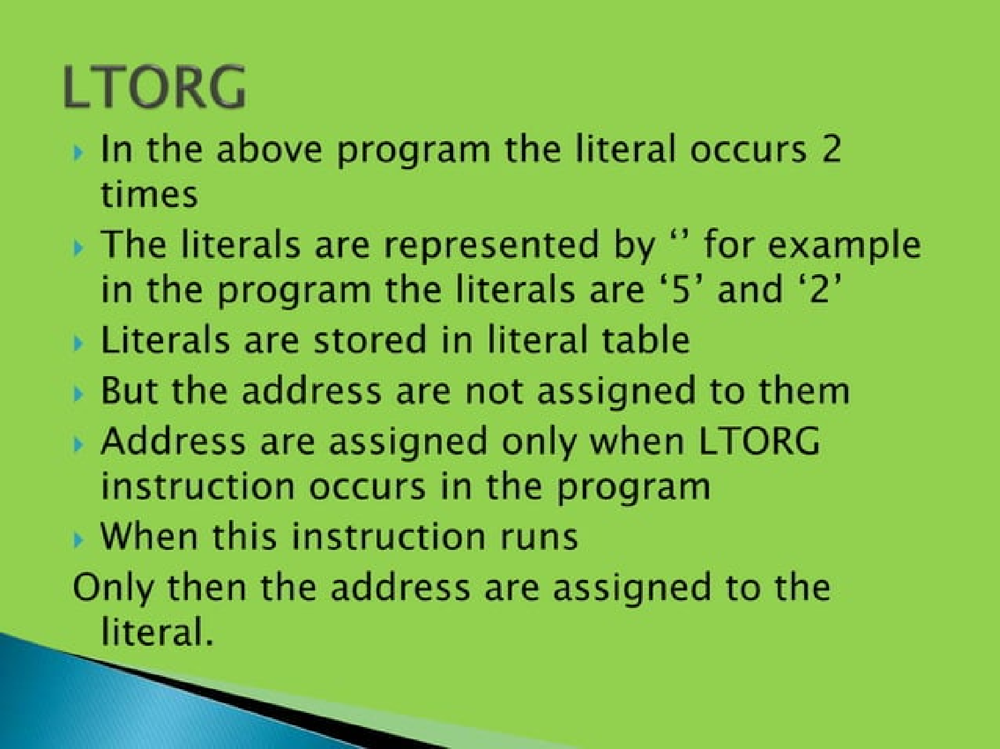 LTORG
In the above program the literal occurs 2
times
The literals are represented by ‘’ for example
in the program the literals are ‘5’ and ‘2’
Literals are stored in literal table
But the address are not assigned to them
Address are assigned only when LTORG
instruction occurs in the program
When this instruction runs
Only then the address are assigned to the
literal.